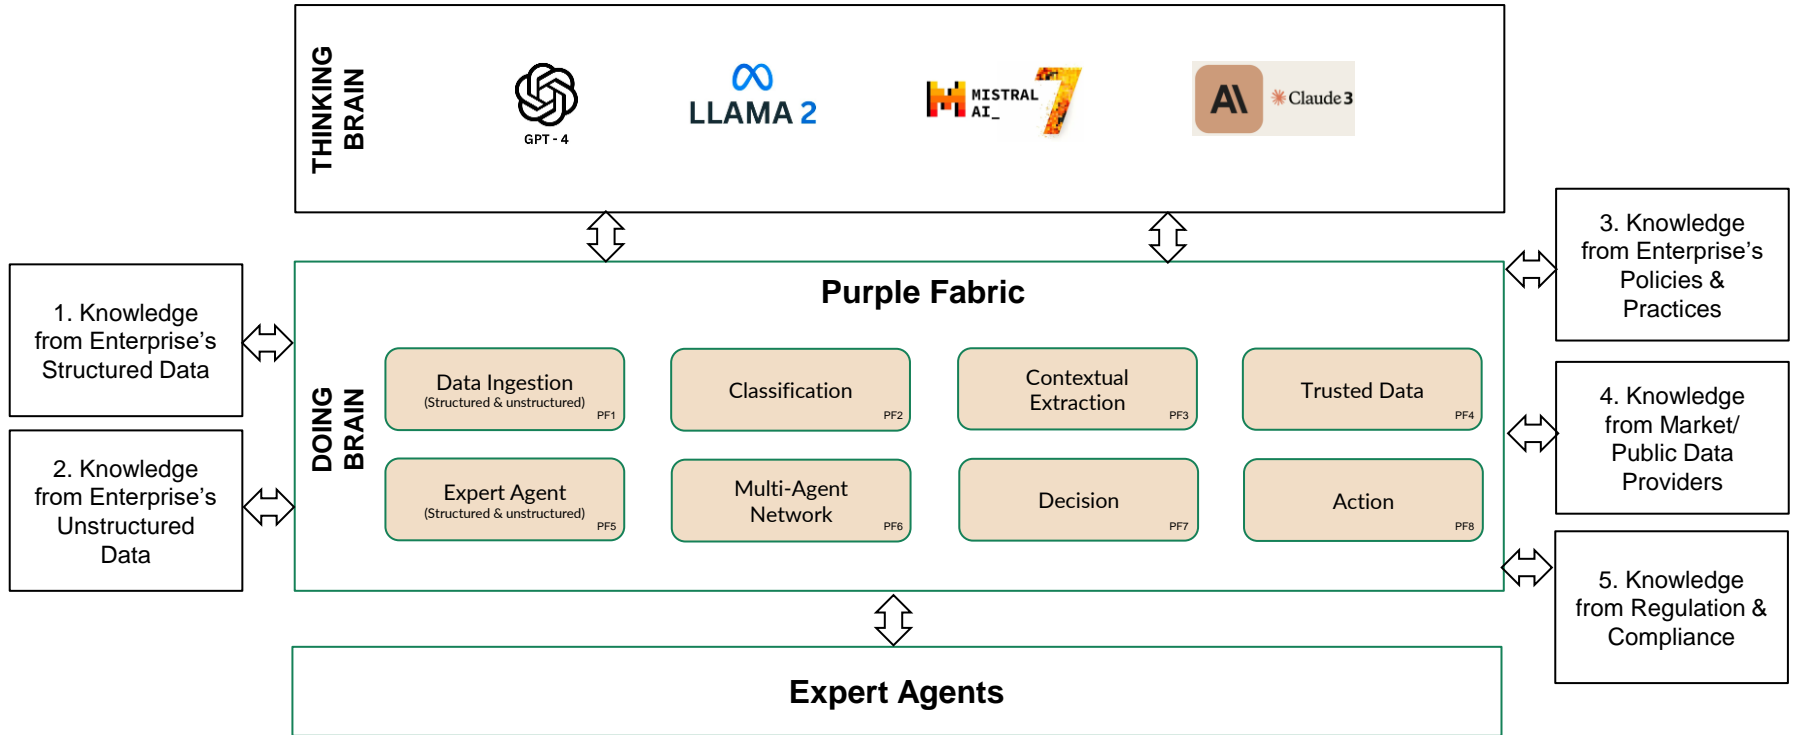 THINKING
BRAIN
GPT - 4
LLAMA 2
MISTRAL
AI_
7
A\
Claude 3
1. Knowledge
from Enterprise’s
Structured Data
2. Knowledge
from Enterprise’s
Unstructured
Data
DOING
BRAIN
Purple Fabric
Data Ingestion
(Structured & unstructured)
PF1
Classification
PF2
Contextual
Extraction
PF3
Trusted Data
PF4
Expert Agent
(Structured & unstructured)
PF5
Multi-Agent
Network
PF6
Decision
PF7
Action
PF8
3. Knowledge
from Enterprise’s
Policies &
Practices
4. Knowledge
from Market/
Public Data
Providers
5. Knowledge
from Regulation &
Compliance
Expert Agents